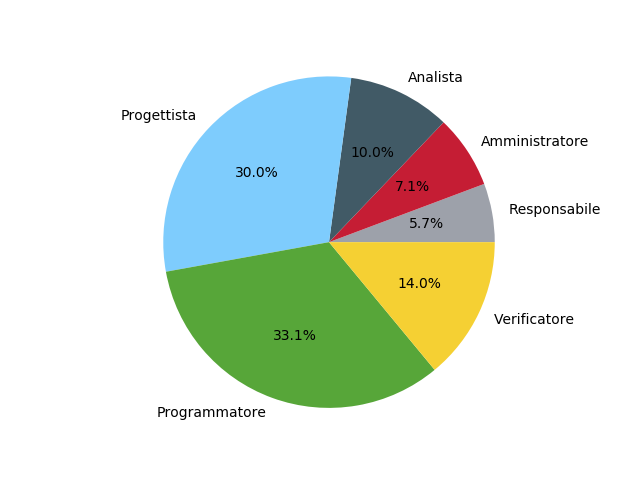 Analista
Progettista
Amministratore
10.0%
30.0%
7.1%
Responsabile
5.7%
14.0%
Verificatore
33.1%
Programmatore